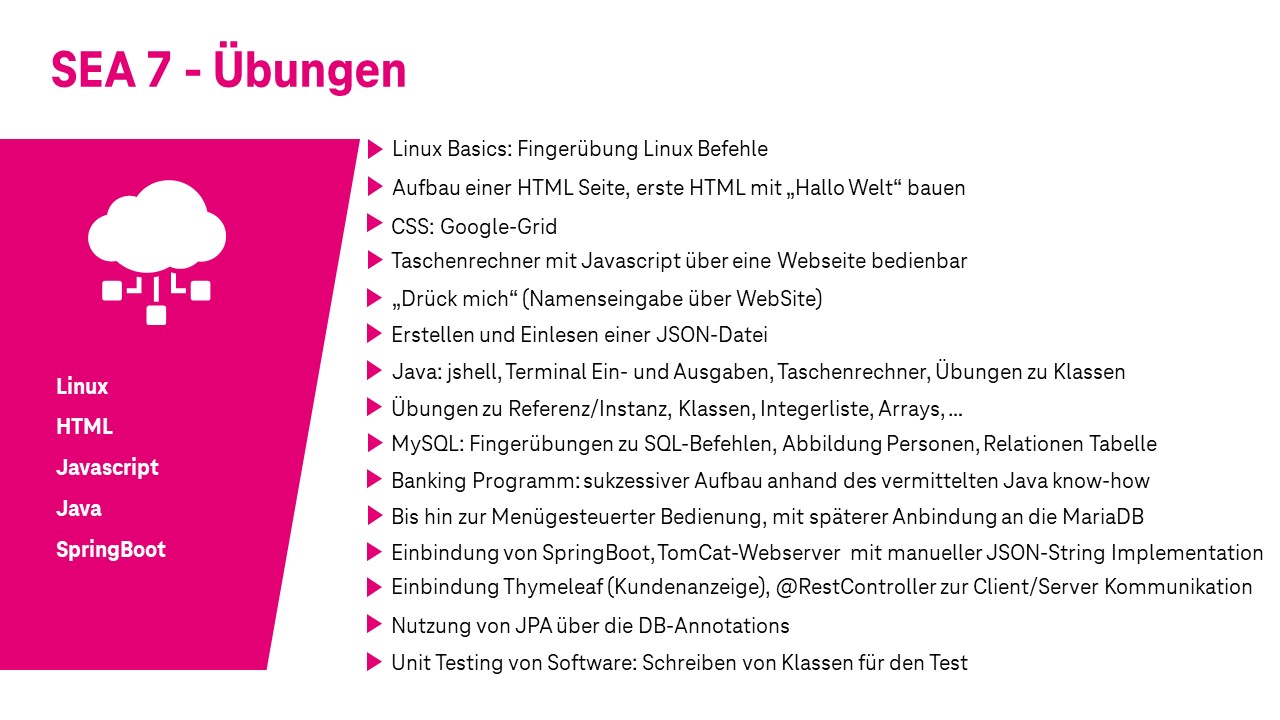 SEA 7 - Übungen
Linux
HTML
Javascript
Java
SpringBoot
Linux Basics: Fingerübung Linux Befehle
Aufbau einer HTML Seite, erste HTML mit „Hallo Welt“ bauen
CSS: Google-Grid
Taschenrechner mit Javascript über eine Webseite bedienbar
„Drück mich“ (Namenseingabe über WebSite)
Erstellen und Einlesen einer JSON-Datei
Java: jshell, Terminal Ein- und Ausgaben, Taschenrechner, Übungen zu Klassen
Übungen zu Referenz/Instanz, Klassen, Integerliste, Arrays, ...
MySQL: Fingerübungen zu SQL-Befehlen, Abbildung Personen, Relationen Tabelle
Banking Programm: sukzessiver Aufbau anhand des vermittelten Java know-how
Bis hin zur Menügesteuerter Bedienung, mit späterer Anbindung an die MariaDB
Einbindung von SpringBoot, TomCat-Webserver mit manueller JSON-String Implementation
Einbindung Thymeleaf (Kundenanzeige), @RestController zur Client/Server Kommunikation
Nutzung von JPA über die DB-Annotations
Unit Testing von Software: Schreiben von Klassen für den Test